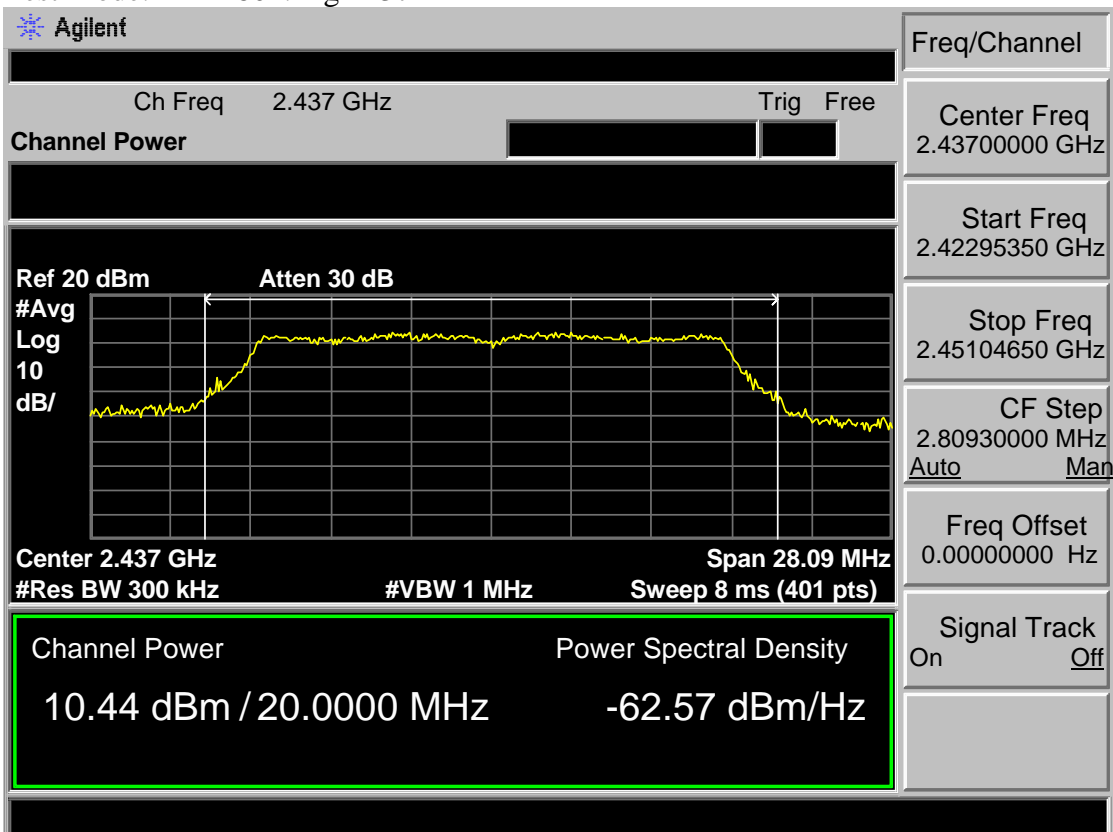 Agilent
Freq/Channel
Ch Freq 2.437 GHz Trig Free
Channel Power
Center Freq
2.43700000 GHz
Start Freq
2.42295350 GHz
Stop Freq
2.45104650 GHz
CF Step
2.80930000 MHz
Auto Man
Freq Offset
0.00000000 Hz
Signal Track
On Off
Ref 20 dBm Atten 30 dB
#Avg
Log
10
dB/
Center 2.437 GHz Span 28.09 MHz
#Res BW 300 kHz #VBW 1 MHz Sweep 8 ms (401 pts)
Channel Power Power Spectral Density
10.44 dBm / 20.0000 MHz -62.57 dBm/Hz